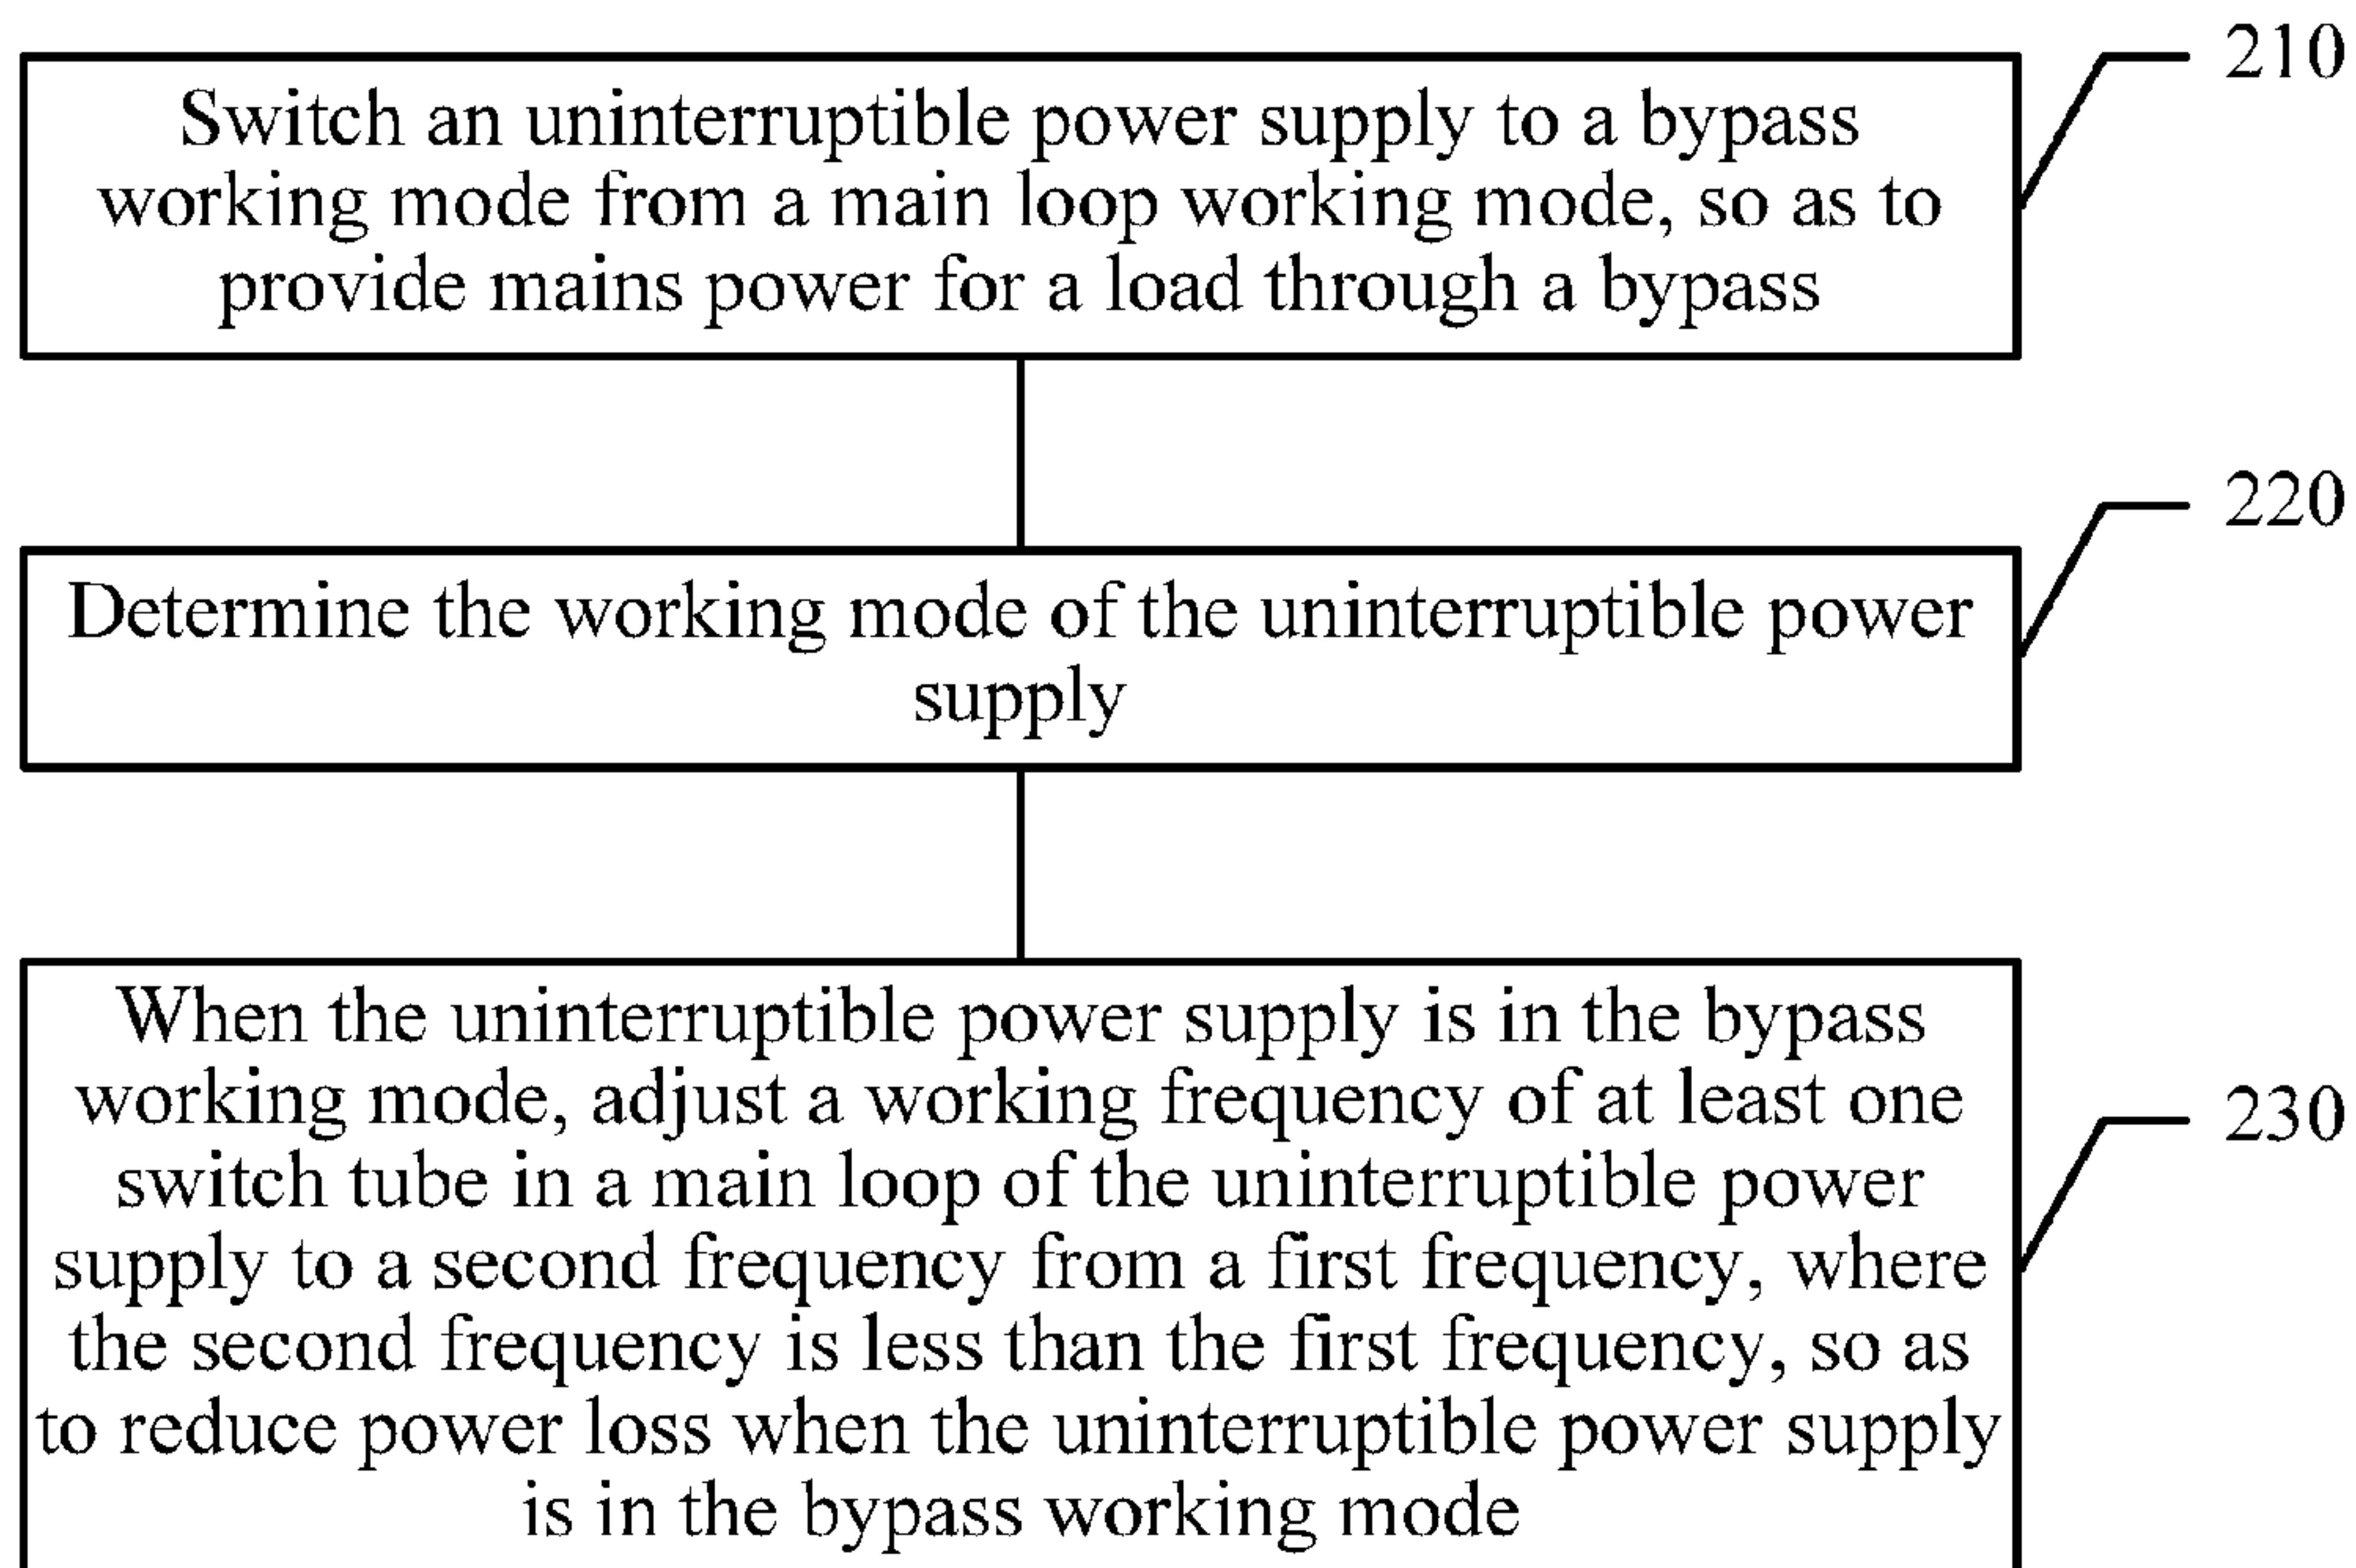 210
Switch an uninterruptible power supply to a bypass
working mode from a main loop working mode, so as to
provide mains power for a load through a bypass
220
Determine the working mode of the uninterruptible power
supply
When the uninterruptible power supply is in the bypass
working mode, adjust a working frequency of at least one
230
switch tube in a main loop of the uninterruptible power
supply to a second frequency from a first frequency, where
the second frequency is less than the first frequency, so as
to reduce power loss when the uninterruptible power supply
is in the bypass working mode